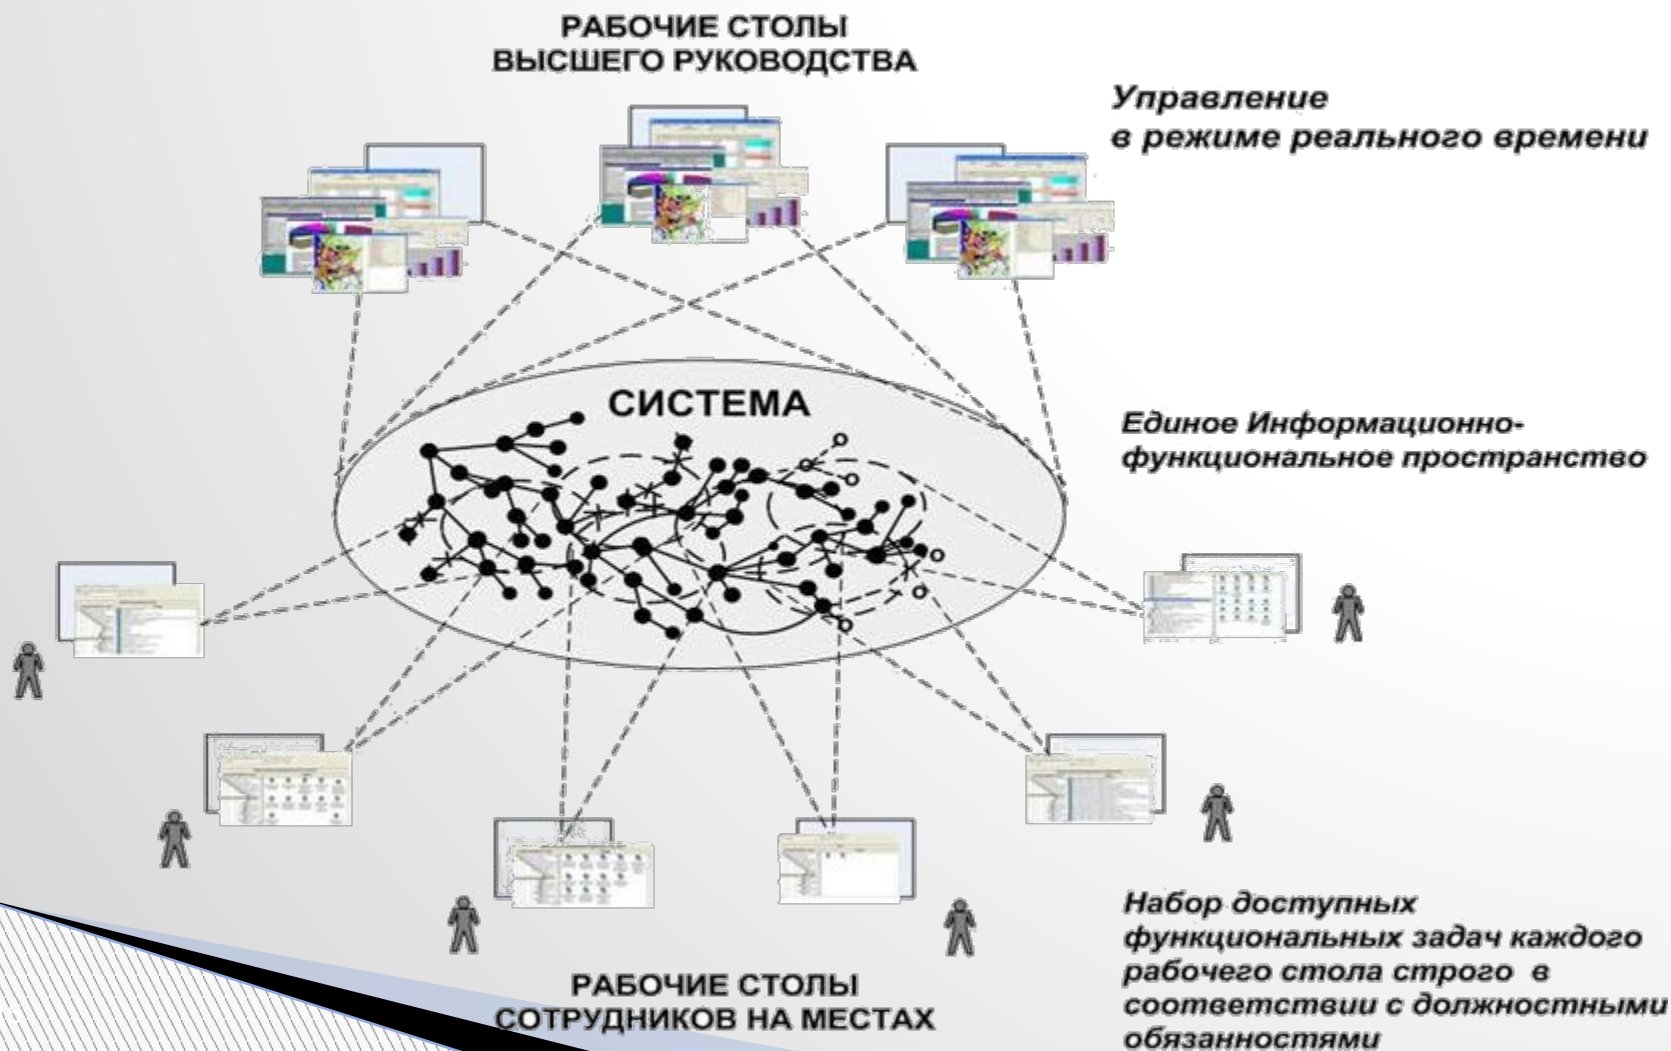 РАБОЧИЕ СТОЛЫ
ВЫСШЕГО РУКОВОДСТВА
Управление
в режиме реального времени
СИСТЕМА
Единое Информационно-
функциональное пространство
Набор доступных
функциональных задач каждого
рабочего стола строго в
соответствии с должностными
обязанностями
РАБОЧИЕ СТОЛЫ
СОТРУДНИКОВ НА МЕСТАХ